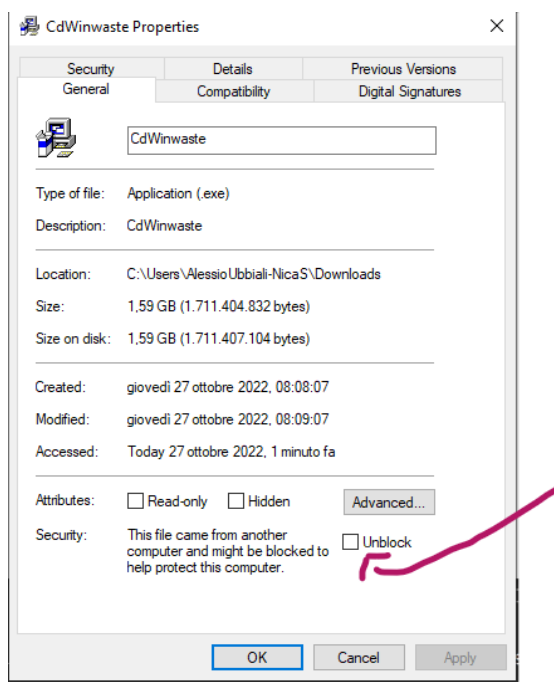 CdWinwaste Properties
Security Details Previous Versions
General Compatibility Digital Signatures
CdWinwaste
Type of file: Application (.exe)
Description: CdWinwaste
Location: C:\Users\AlessioUbbiali-NicaS\Downloads
Size: 1,59 GB (1.711.404.832 bytes)
Size on disk: 1,59 GB (1.711.407.104 bytes)
Created: giovedì 27 ottobre 2022, 08:08:07
Modified: giovedì 27 ottobre 2022, 08:09:07
Accessed: Today 27 ottobre 2022, 1 minuto fa
Attributes: Read-only Hidden Advanced...
Security: This file came from another
computer and might be blocked to
help protect this computer.
Unblock
OK Cancel Apply